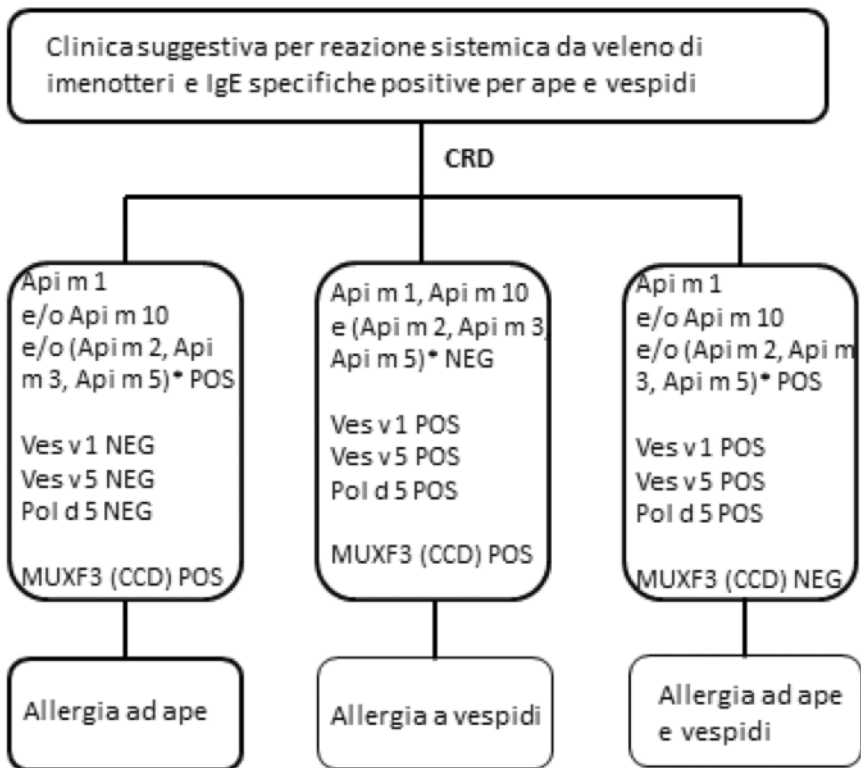 Clinica suggestiva per reazione sistemica da veleno di
imenotteri e IgE specifiche positive per ape e vespidi
CRD
Api m 1
e/o Api m 10
e/o (Api m 2, Api
m 3, Api m 5)* POS
Ves v 1 NEG
Ves v 5 NEG
Pol d 5 NEG
MUXF3 (CCD) POS
Api m 1, Api m 10
e (Api m 2, Api m 3,
Api m 5)* NEG
Ves v 1 POS
Ves v 5 POS
Pol d 5 POS
MUXF3 (CCD) POS
Api m 1
e/o Api m 10
e/o (Api m 2, Api m
3, Api m 5)* POS
Ves v 1 POS
Ves v 5 POS
Pol d 5 POS
MUXF3 (CCD) NEG
Allergia ad ape
Allergia a vespidi
Allergia ad ape
e vespidi